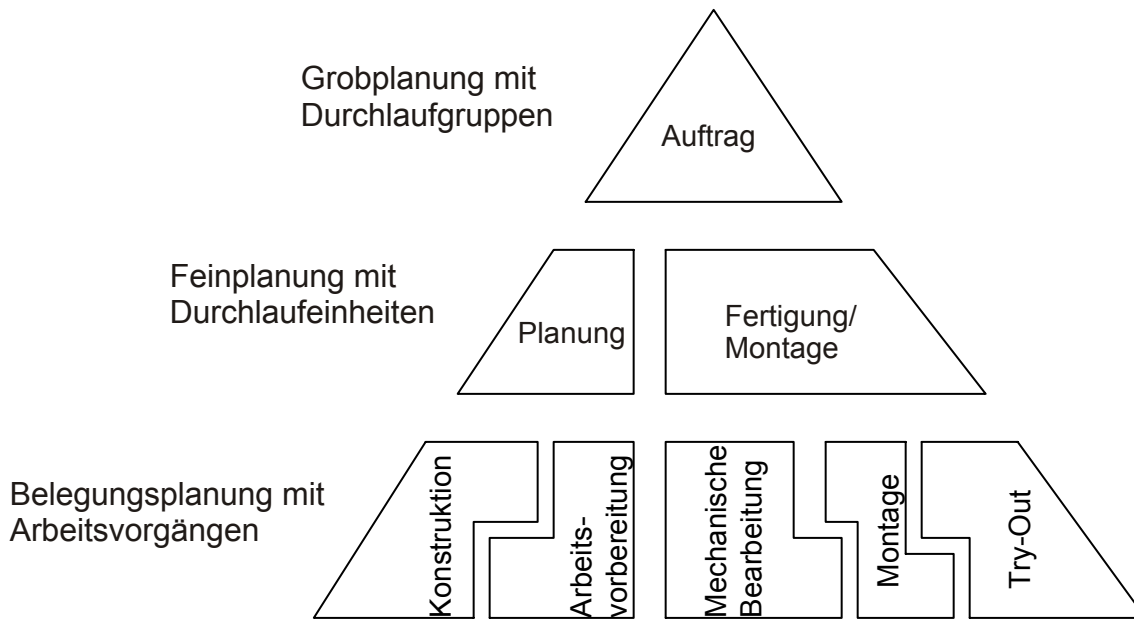 Grobplanung mit
Durchlaufgruppen
Auftrag
Feinplanung mit
Durchlaufeinheiten
Planung
Fertigung/
Montage
Belegungsplanung mit
Arbeitsvorgängen
Konstruktion
Arbeits-
vorbereitung
Mechanische
Bearbeitung
Montage
Try-Out